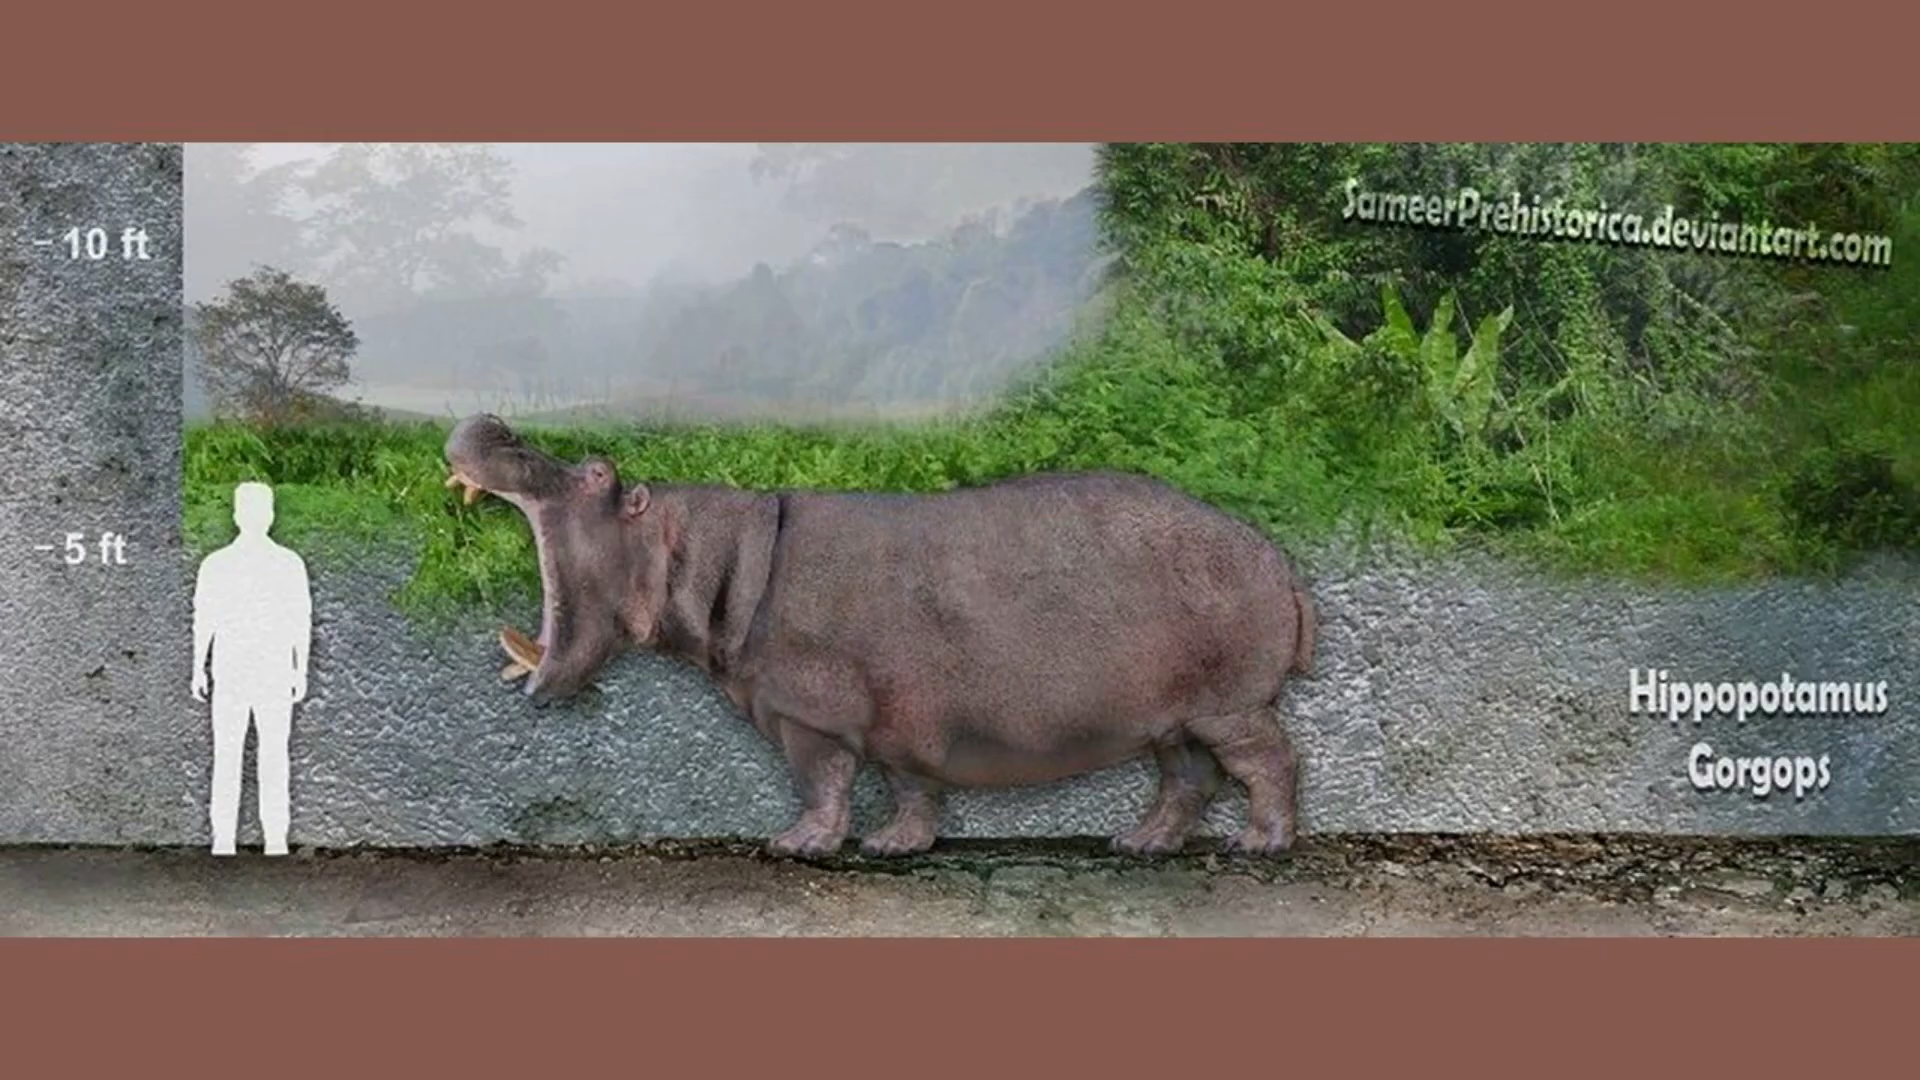 SameerPrehistorica.deviantart.com
- 10 ft
- 5 ft
Hippopotamus
Gorgops